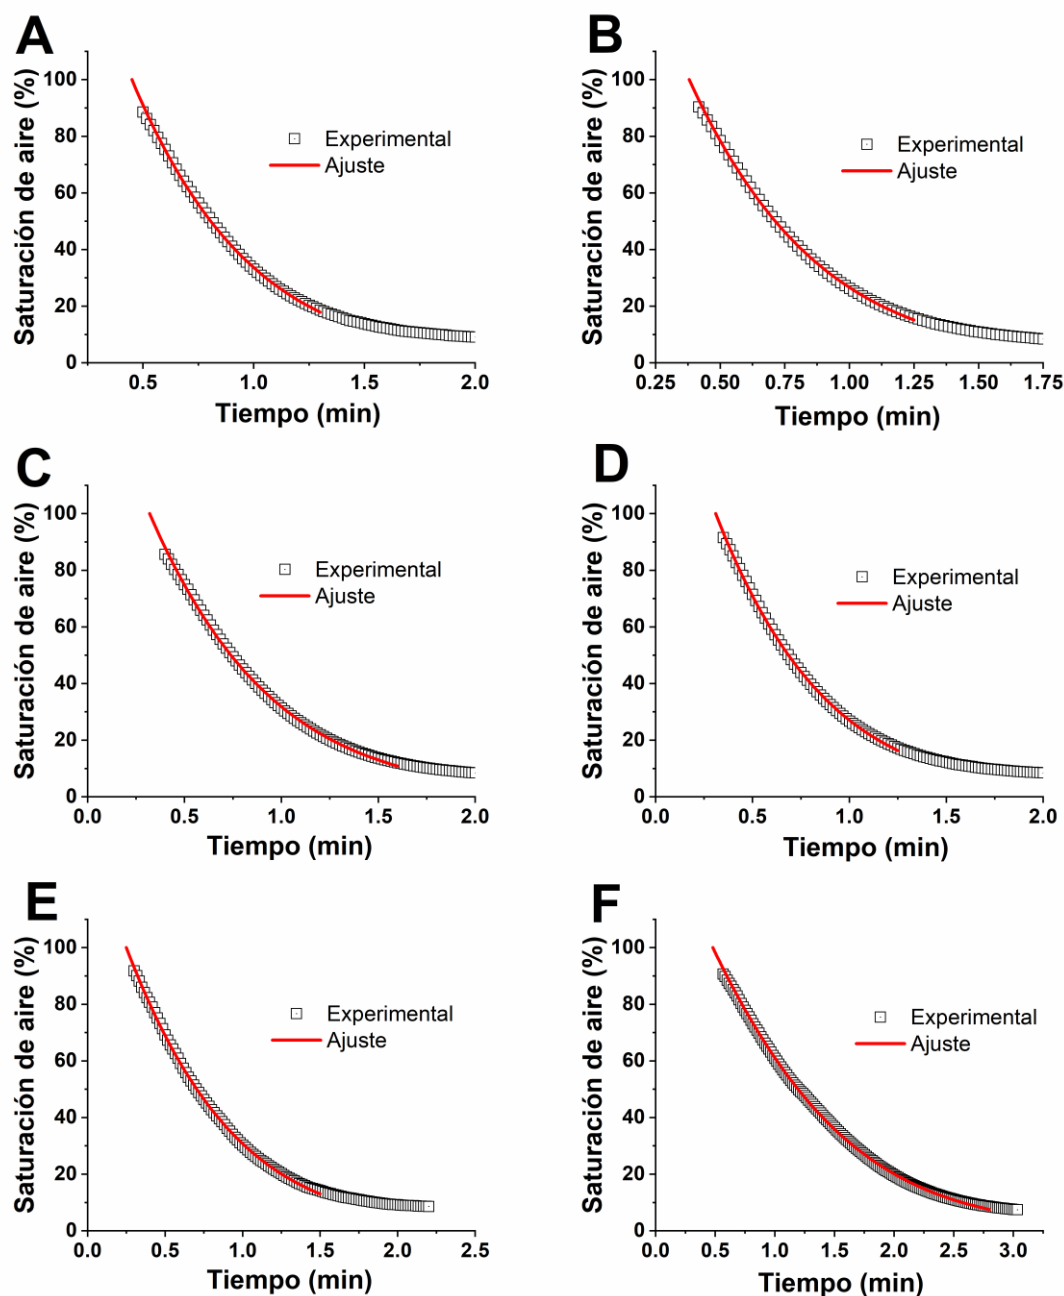 A
Saturación de aire (%)
100
80
60
40
20
0
Experimental
Ajuste
0.5 1.0 1.5 2.0
Tiempo (min)
B
Saturación de aire (%)
100
80
60
40
20
0
Experimental
Ajuste
0.25 0.50 0.75 1.00 1.25 1.50 1.75
Tiempo (min)
C
Saturación de aire (%)
100
80
60
40
20
0
Experimental
Ajuste
0.0 0.5 1.0 1.5 2.0
Tiempo (min)
D
Saturación de aire (%)
100
80
60
40
20
0
Experimental
Ajuste
0.0 0.5 1.0 1.5 2.0
Tiempo (min)
E
Saturación de aire (%)
100
80
60
40
20
0
Experimental
Ajuste
0.0 0.5 1.0 1.5 2.0 2.5
Tiempo (min)
F
Saturación de aire (%)
100
80
60
40
20
0
Experimental
Ajuste
0.0 0.5 1.0 1.5 2.0 2.5 3.0
Tiempo (min)